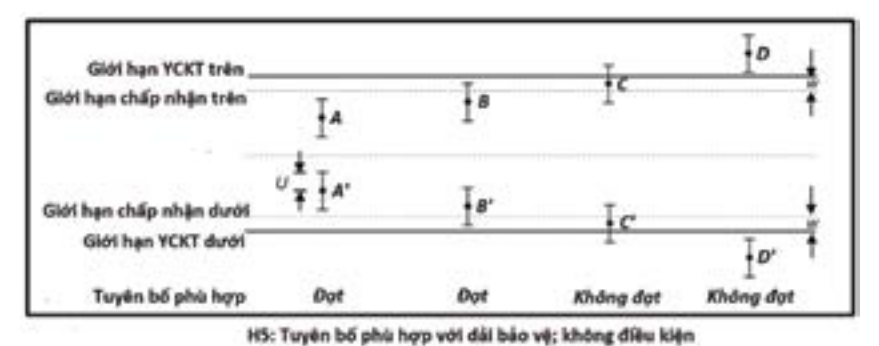 Giới hạn YCKT trên
Giới hạn chấp nhận trên
D
C
w
B
A
U
A'
B'
C'
w
D'
Giới hạn chấp nhận dưới
Giới hạn YCKT dưới
Tuyên bố phù hợp Đạt Đạt Không đạt Không đạt
H5: Tuyên bố phù hợp với dải bảo vệ; không điều kiện